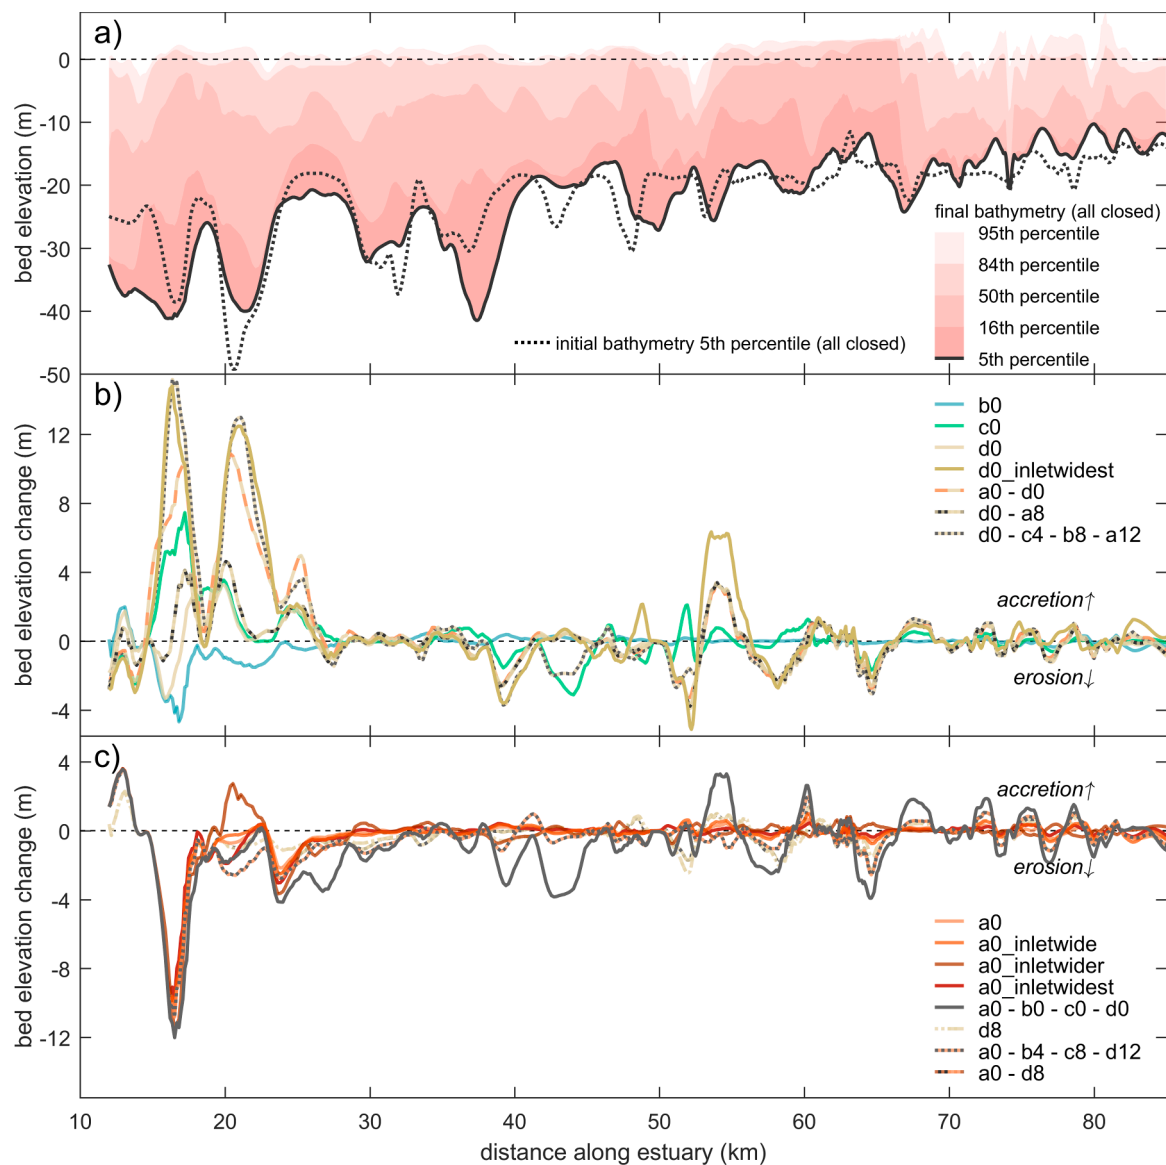 a)
0
-10
-20
-30
-40
-50
bed elevation (m)
final bathymetry (all closed)
95th percentile
84th percentile
50th percentile
16th percentile
5th percentile
initial bathymetry 5th percentile (all closed)
b)
12
8
4
0
-4
bed elevation change (m)
b0
c0
d0
d0_inletwidest
a0 - d0
d0 - a8
d0 - c4 - b8 - a12
accretion↑
erosion↓
c)
4
0
-4
-8
-12
bed elevation change (m)
accretion↑
erosion↓
a0
a0_inletwide
a0_inletwider
a0_inletwidest
a0 - b0 - c0 - d0
d8
a0 - b4 - c8 - d12
a0 - d8
10 20 30 40 50 60 70 80
distance along estuary (km)